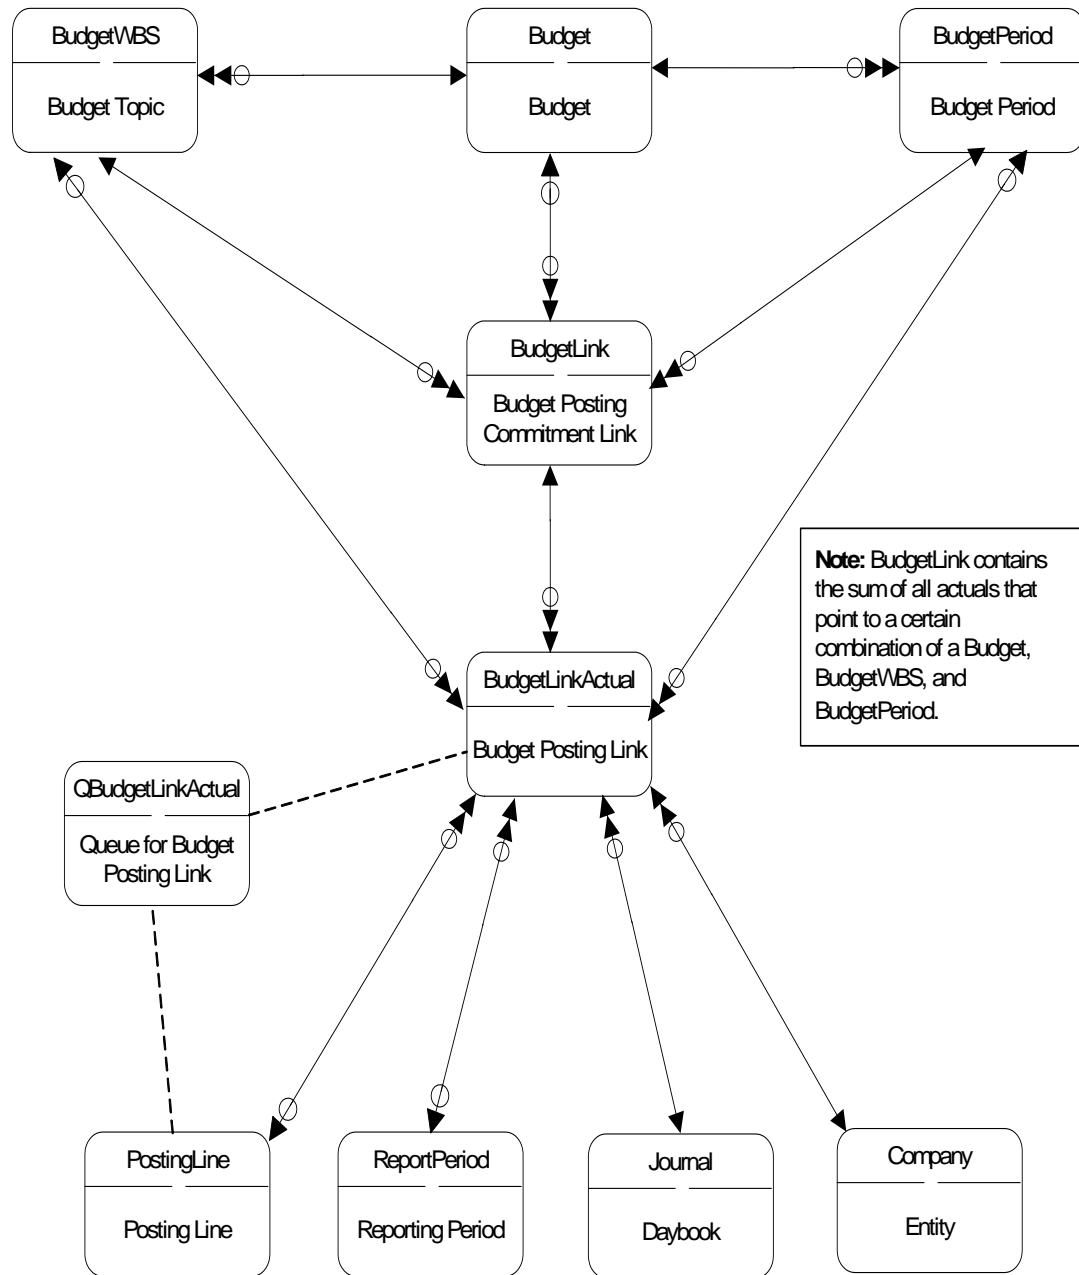 BudgetWBS
Budget Topic
Budget
Budget
BudgetPeriod
Budget Period
BudgetLink
Budget Posting
Commitment Link
Note: BudgetLink contains
the sum of all actuals that
point to a certain
combination of a Budget,
BudgetWBS, and
BudgetPeriod.
BudgetLinkActual
Budget Posting Link
QBudgetLinkActual
Queue for Budget
Posting Link
PostingLine
Posting Line
ReportPeriod
Reporting Period
Journal
Daybook
Company
Entity